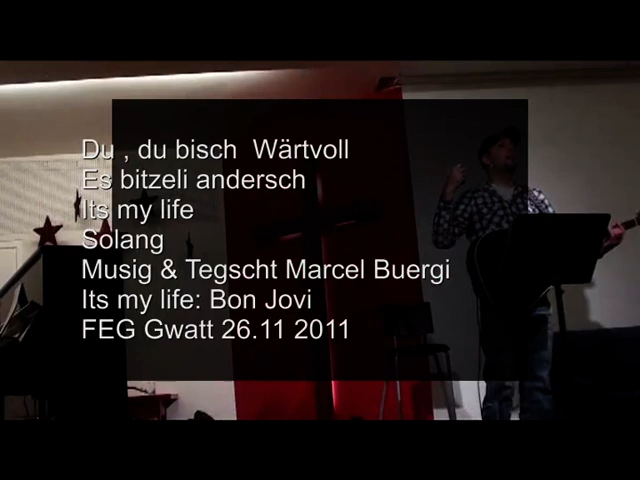 Du , du bisch  Wärtvoll
Es bitzeli andersch
Its my life
Solang
Musig & Tegscht Marcel Buergi
Its my life: Bon Jovi
FEG Gwatt 26.11 2011